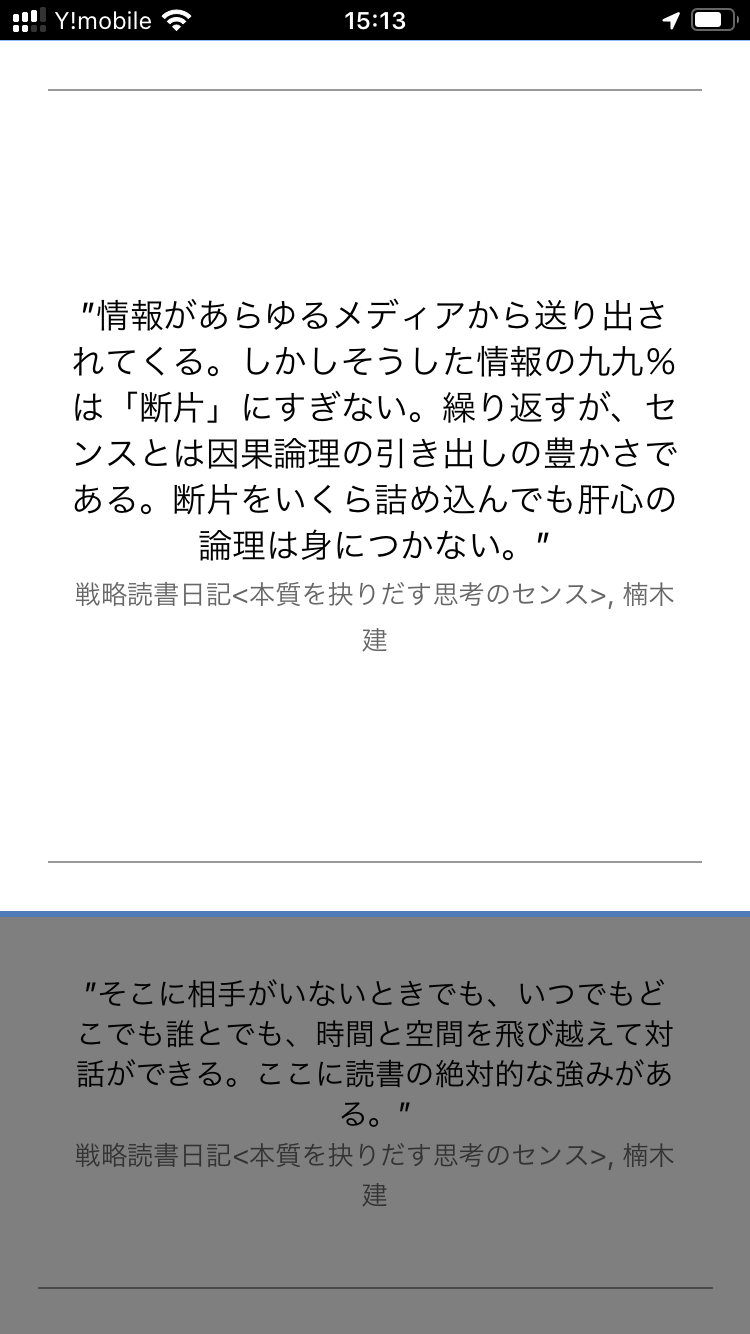 Y!mobile 15:13
"情報があらゆるメディアから送り出さ
れてくる。しかしそうした情報の九九%
は「断片」にすぎない。繰り返すが、セ
ンスとは因果論理の引き出しの豊かさで
ある。断片をいくら詰め込んでも肝心の
論理は身につかない。"
戦略読書日記<本質を抉りだす思考のセンス>, 楠木
建
"そこに相手がいないときでも、いつでもど
こでも誰とでも、時間と空間を飛び越えて対
話ができる。ここに読書の絶対的な強みがあ
る。"
戦略読書日記<本質を抉りだす思考のセンス>, 楠木
建